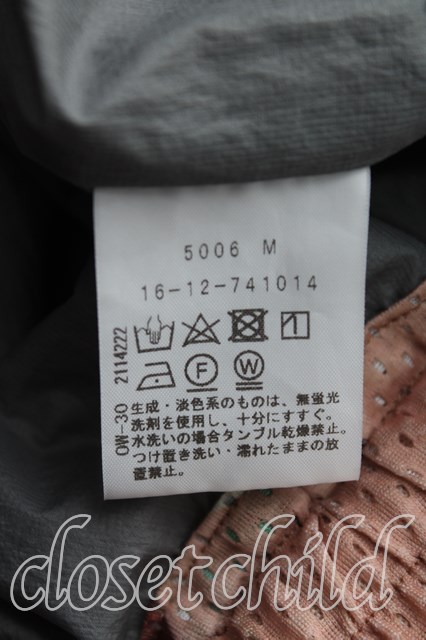 closetchild
5006 M
16-12-741014
F
W
OW-30 2114222
生成・淡色系のものは、無蛍光
洗剤を使用し、十分にすすぐ。
水洗いの場合タンブル乾燥禁止。
つけ置き洗い・濡れたままの放
置禁止。
closetchild